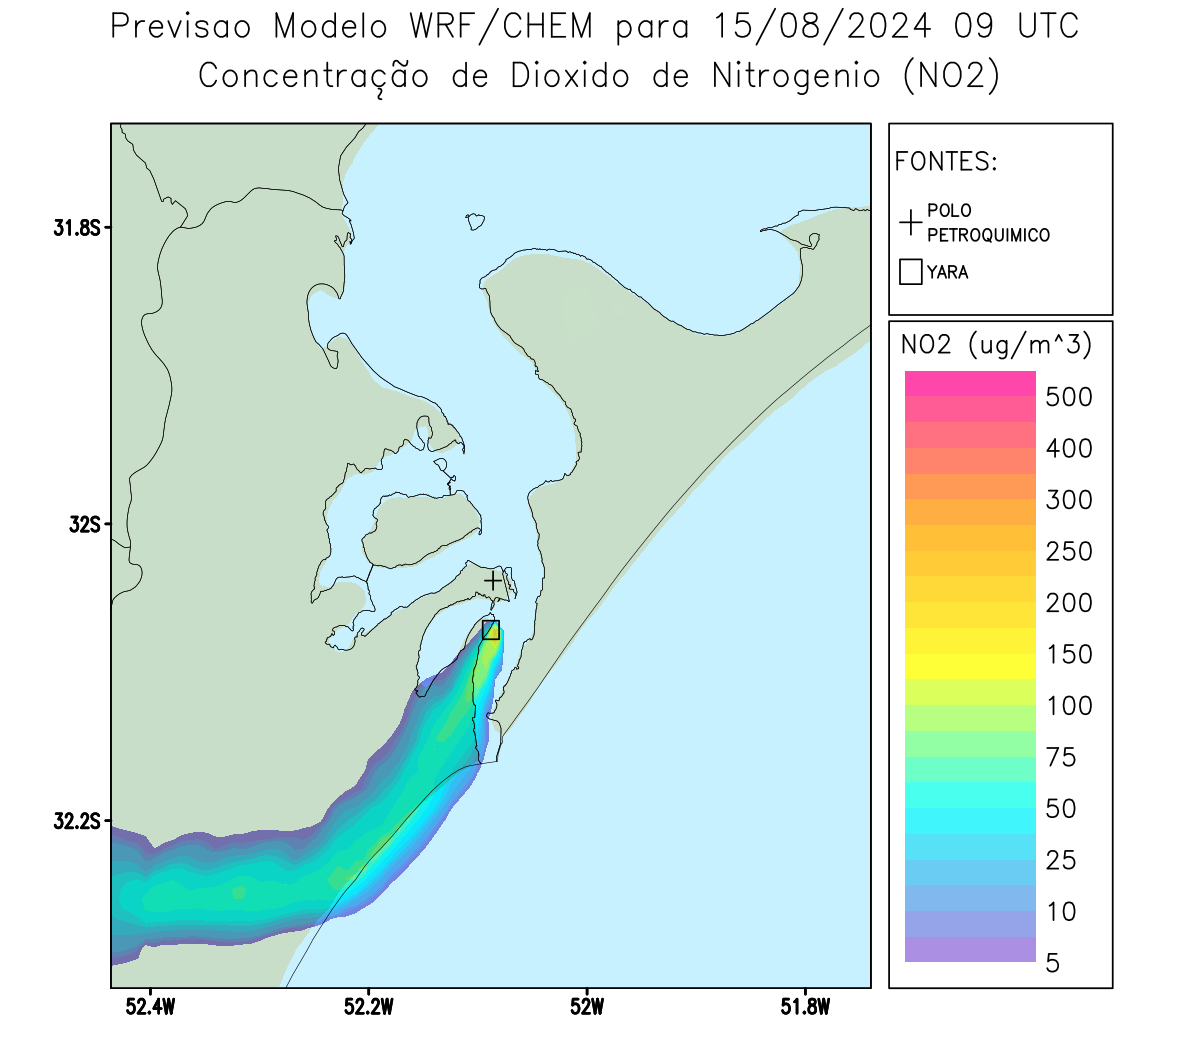 Previsao Modelo WRF/CHEM para 15/08/2024 09 UTC
Concentração de Dioxido de Nitrogenio (NO2)
FONTES:
POLO
PETROQUIMICO
YARA
31.8S
32S
32.2S
52.4W
52.2W
52W
51.8W
NO2 (ug/m^3)
500
400
300
250
200
150
100
75
50
25
10
5